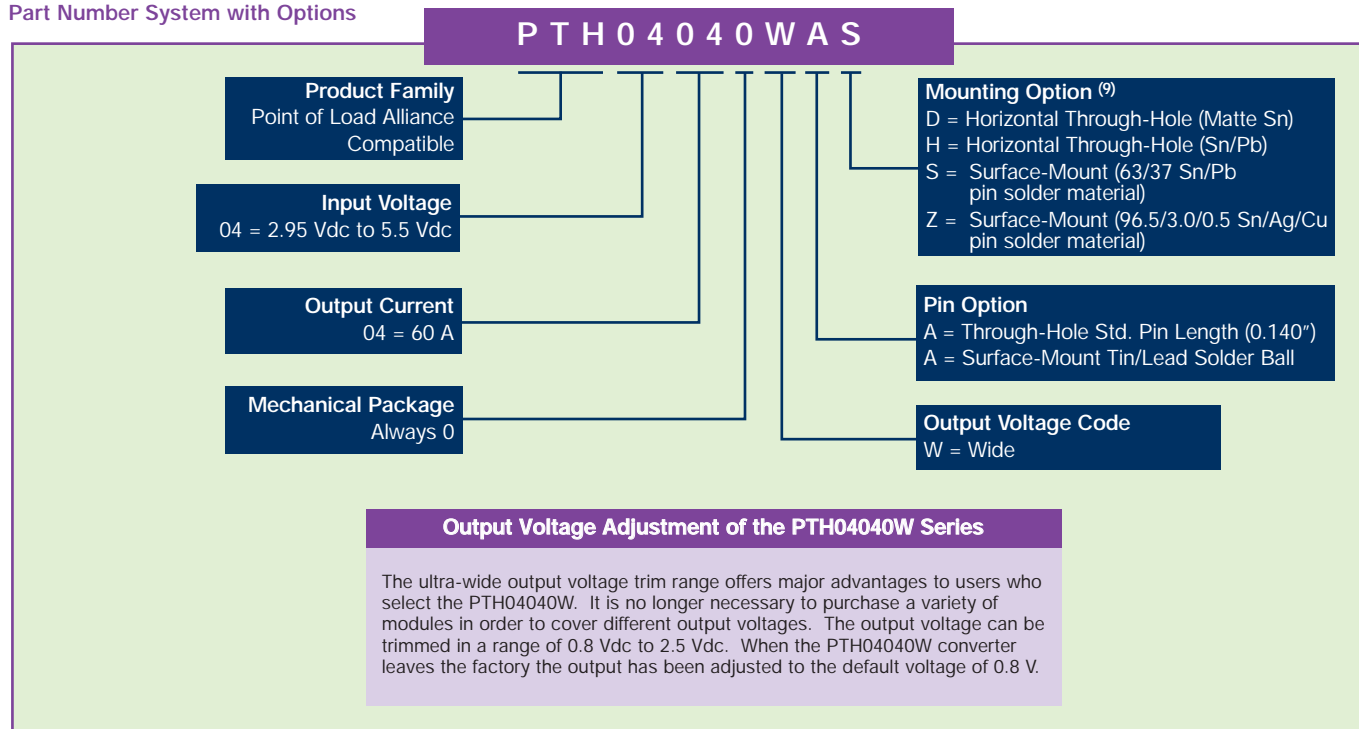 Part Number System with Options
PTH04040WAS
Product Family
Point of Load Alliance
Compatible
Input Voltage
04 = 2.95 Vdc to 5.5 Vdc
Output Current
04 = 60 A
Mechanical Package
Always 0
Mounting Option (9)
D = Horizontal Through-Hole (Matte Sn)
H = Horizontal Through-Hole (Sn/Pb)
S = Surface-Mount (63/37 Sn/Pb
pin solder material)
Z = Surface-Mount (96.5/3.0/0.5 Sn/Ag/Cu
pin solder material)
Pin Option
A = Through-Hole Std. Pin Length (0.140″)
A = Surface-Mount Tin/Lead Solder Ball
Output Voltage Code
W = Wide
Output Voltage Adjustment of the PTH04040W Series
The ultra-wide output voltage trim range offers major advantages to users who
select the PTH04040W. It is no longer necessary to purchase a variety of
modules in order to cover different output voltages. The output voltage can be
trimmed in a range of 0.8 Vdc to 2.5 Vdc. When the PTH04040W converter
leaves the factory the output has been adjusted to the default voltage of 0.8 V.